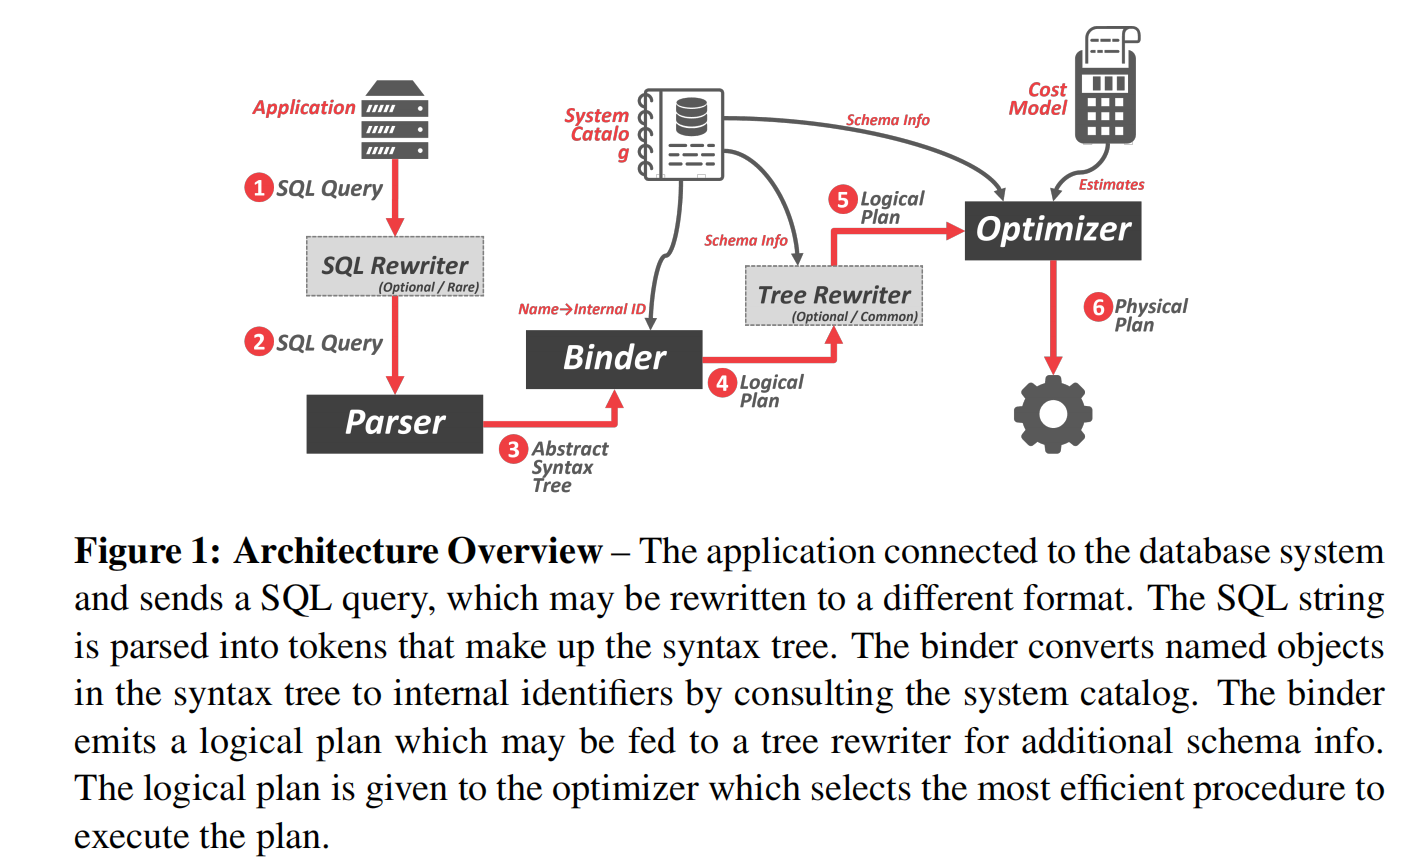 Application
1 SQL Query
SQL Rewriter
(Optional / Rare)
2 SQL Query
Parser
3 Abstract
Syntax
Tree
System
Catalo
g
Name→Internal ID
Binder
4 Logical
Plan
Schema Info
Tree Rewriter
(Optional / Common)
5 Logical
Plan
Schema Info
Cost
Model
Estimates
Optimizer
6 Physical
Plan
Figure 1: Architecture Overview – The application connected to the database system
and sends a SQL query, which may be rewritten to a different format. The SQL string
is parsed into tokens that make up the syntax tree. The binder converts named objects
in the syntax tree to internal identifiers by consulting the system catalog. The binder
emits a logical plan which may be fed to a tree rewriter for additional schema info.
The logical plan is given to the optimizer which selects the most efficient procedure to
execute the plan.